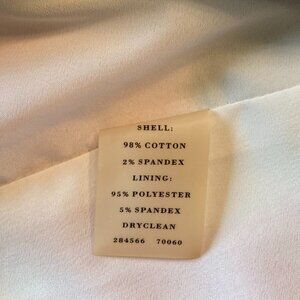 SHELL:
98% COTTON
2% SPANDEX
LINING:
95% POLYESTER
5% SPANDEX
DRYCLEAN
284566 70060